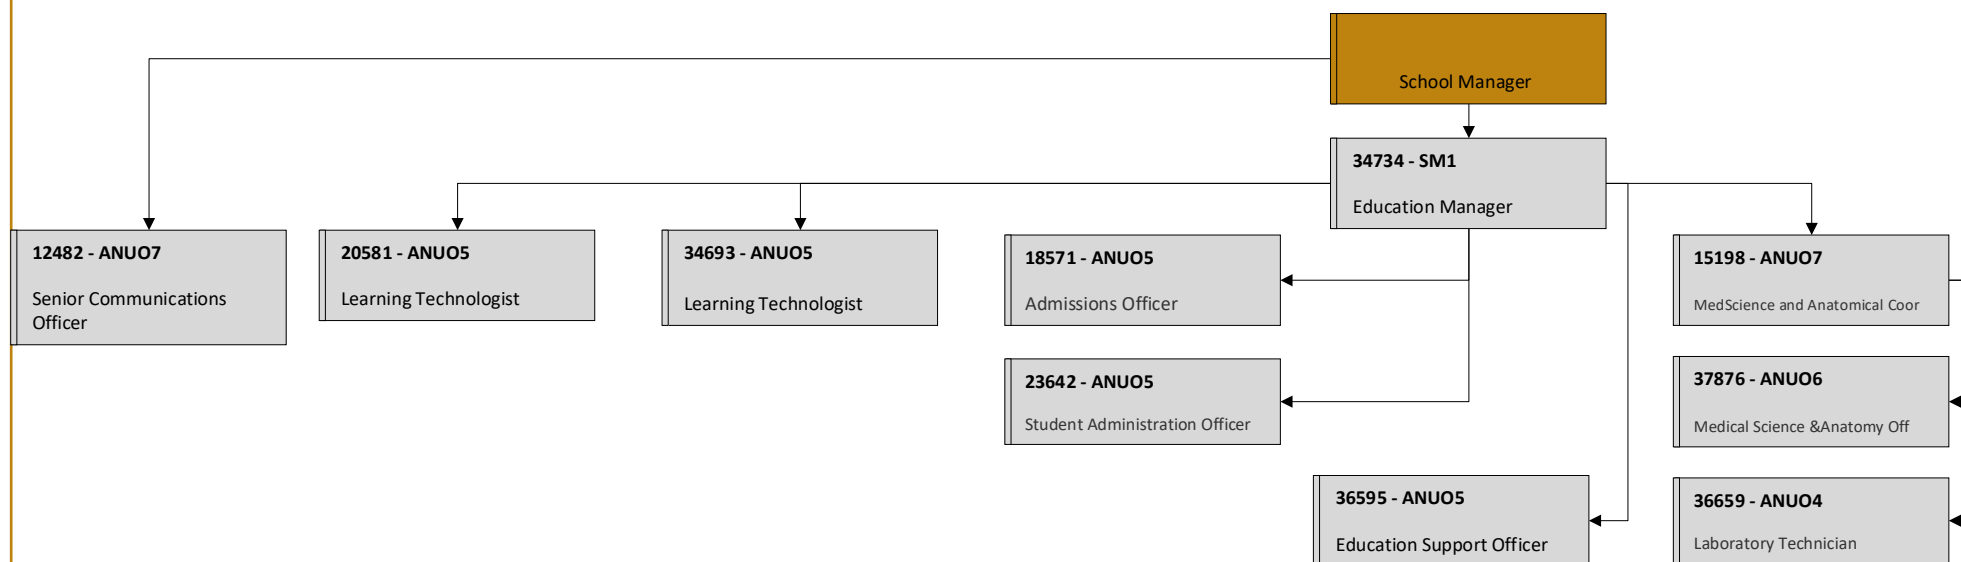 School Manager
34734 - SM1
Education Manager
12482 - ANUO7
Senior Communications
Officer
20581 - ANUO5
Learning Technologist
34693 - ANUO5
Learning Technologist
18571 - ANUO5
Admissions Officer
15198 - ANUO7
MedScience and Anatomical Coor
23642 - ANUO5
Student Administration Officer
37876 - ANUO6
Medical Science &Anatomy Off
36595 - ANUO5
Education Support Officer
36659 - ANUO4
Laboratory Technician